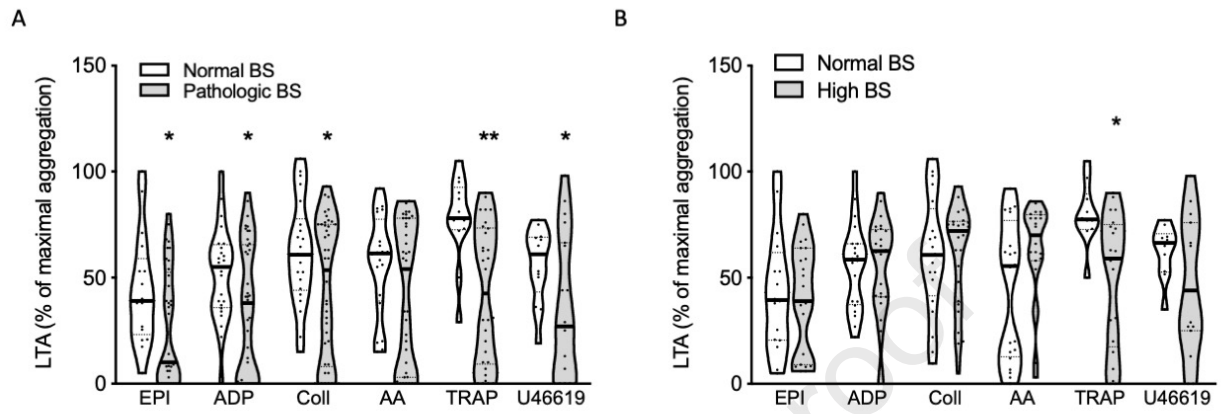 A
LTA (% of maximal aggregation)
150
100
50
0
Normal BS
Pathologic BS
*
*
*
**
*
EPI
ADP
Coll
AA
TRAP
U46619
B
LTA (% of maximal aggregation)
150
100
50
0
Normal BS
High BS
*
EPI
ADP
Coll
AA
TRAP
U46619
roof